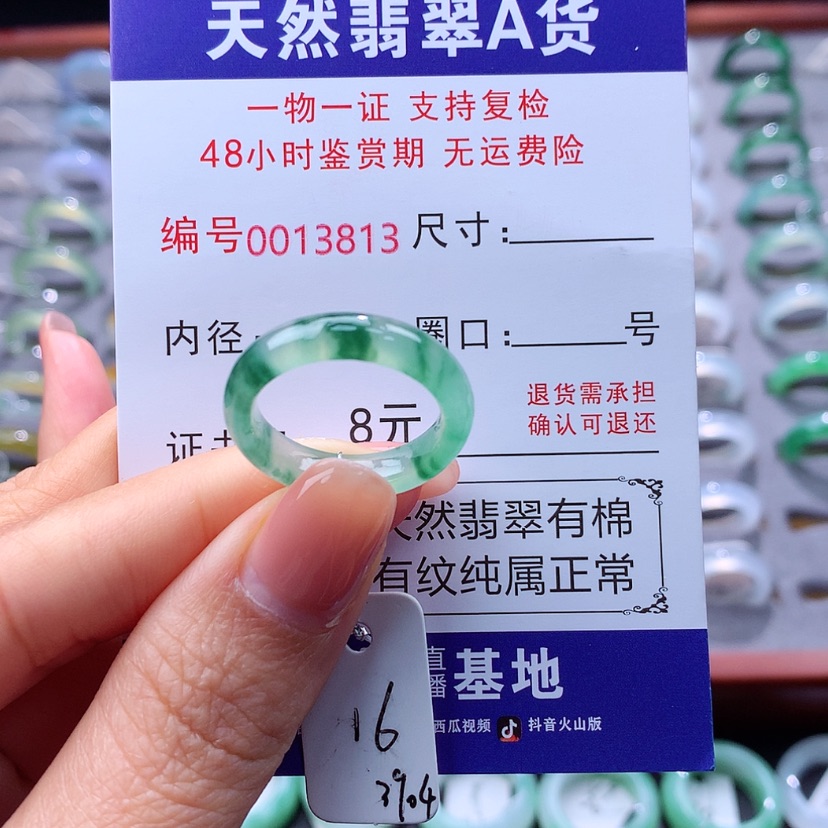 天然翡翠A货
一物一证 支持复检
48小时鉴赏期 无运费险
编号0013813 尺寸:
内径 圈口: 号
退货需承担
证 8元 确认可退还
然翡翠有棉
有纹纯属正常
直播基地
西瓜视频 抖音火山版
16
3904